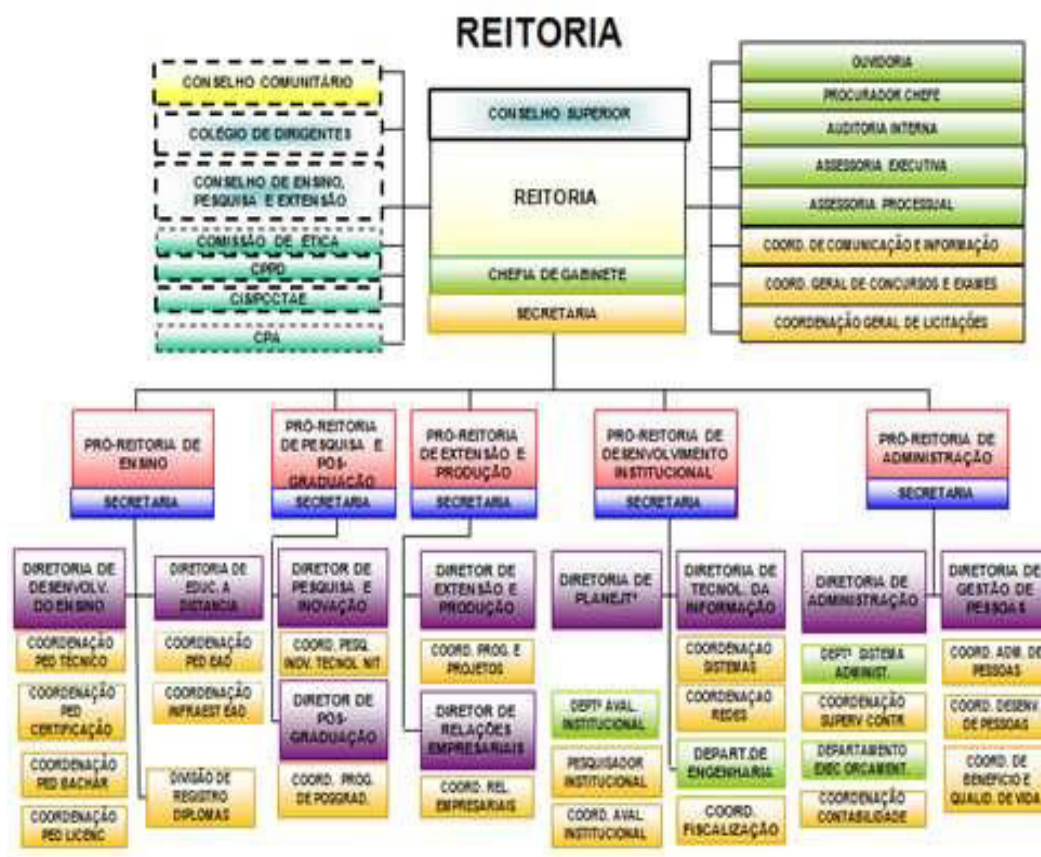 REITORIA
CONSELHO COMUNITÁRIO
COLÉGIO DE DIRIGENTES
CONSELHO DE ENSINO,
PESQUISA E EXTENSÃO
COMISSÃO DE ÉTICA
CPPD
CISPCCTAE
CPA
CONSELHO SUPERIOR
REITORIA
CHEFIA DE GABINETE
SECRETARIA
OUVIDORIA
PROCURADOR CHEFE
AUDITORIA INTERNA
ASSESSORIA EXECUTIVA
ASSESSORIA PROCESSUAL
COORD. DE COMUNICAÇÃO E INFORMAÇÃO
COORD. GERAL DE CONCURSOS E EXAMES
COORDENAÇÃO GERAL DE LICITAÇÕES
PRÓ-REITORIA DE
ENSINO
SECRETARIA
PRÓ-REITORIA
DE PESQUISA E
PÓS-
GRADUAÇÃO
SECRETARIA
PRÓ-REITORIA
DE EXTENSÃO E
PRODUÇÃO
SECRETARIA
PRÓ-REITORIA DE
DESENVOLVIMENTO
INSTITUCIONAL
SECRETARIA
PRÓ-REITORIA DE
ADMINISTRAÇÃO
SECRETARIA
DIRETORIA DE
DESENVOLV.
DO ENSINO
COORDENAÇÃO
PED TÉCNICO
COORDENAÇÃO
PED
CERTIFICAÇÃO
COORDENAÇÃO
PED BACHAR
COORDENAÇÃO
PED LICENC
DIRETORIA DE
EDUC. A
DISTANCIA
COORDENAÇÃO
PED EAD
COORDENAÇÃO
INFRAEST EAD
DIVISÃO DE
REGISTRO
DIPLOMAS
DIRETOR DE
PESQUISA E
INOVAÇÃO
COORD. PESQ.
INOV. TECNOL NIT
DIRETOR DE
PÓS-
GRADUAÇÃO
COORD. PROG.
DE POSGRAD.
DIRETOR DE
EXTENSÃO E
PRODUÇÃO
COORD. PROG. E
PROJETOS
DIRETOR DE
RELAÇÕES
EMPRESARIAIS
COORD. REL.
EMPRESARIAIS
DIRETORIA DE
PLANEJTº
DEPTº AVAL.
INSTITUCIONAL
PESQUISADOR
INSTITUCIONAL
COORD. AVAL.
INSTITUCIONAL
DIRETORIA DE
TECNOL. DA
INFORMAÇÃO
COORDENAÇAO
SISTEMAS
COORDENAÇAO
REDES
DEPART.DE
ENGENHARIA
COORD.
FISCALIZAÇÃO
DIRETORIA DE
ADMINISTRAÇÃO
DEPTº SISTEMA
ADMINIST.
COORDENAÇÃO
SUPERV CONTR
DEPARTAMENTO
EXEC ORCAMENT.
COORDENAÇÃO
CONTABILIDADE
DIRETORIA DE
GESTÃO DE
PESSOAS
COORD. ADM. DE
PESSOAS
COORD. DESENV.
DE PESSOAS
COORD. DE
BENEFICIO E
QUALID. DE VIDA